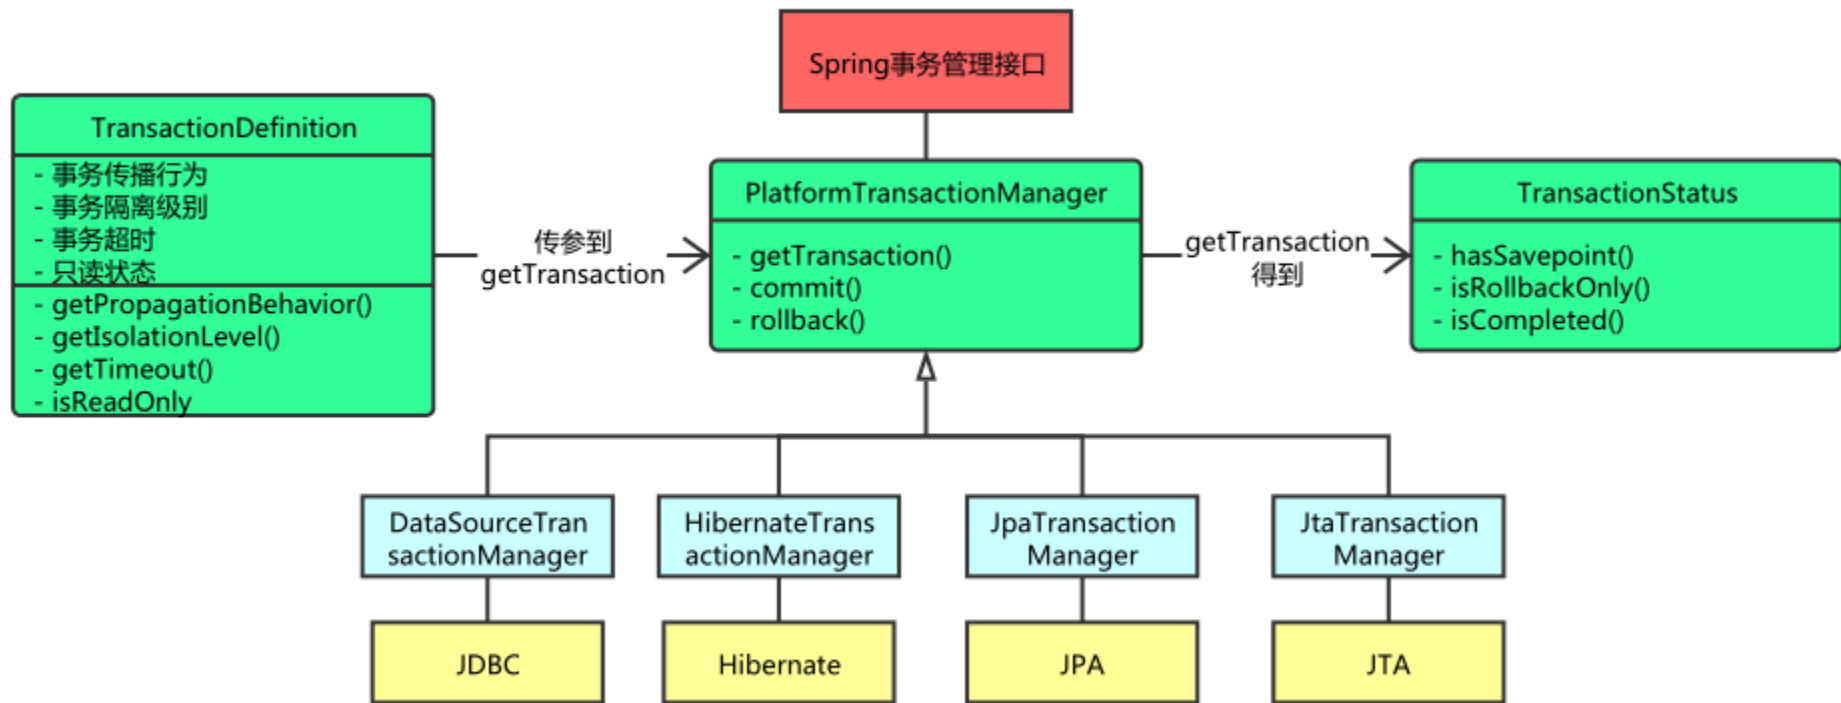 Spring事务管理接口
TransactionDefinition
- 事务传播行为
- 事务隔离级别
- 事务超时
- 只读状态
- getPropagationBehavior()
- getIsolationLevel()
- getTimeout()
- isReadOnly
传参到
getTransaction
PlatformTransactionManager
- getTransaction()
- commit()
- rollback()
getTransaction
得到
TransactionStatus
- hasSavepoint()
- isRollbackOnly()
- isCompleted()
DataSourceTran
sactionManager
HibernateTrans
actionManager
JpaTransaction
Manager
JtaTransaction
Manager
JDBC
Hibernate
JPA
JTA